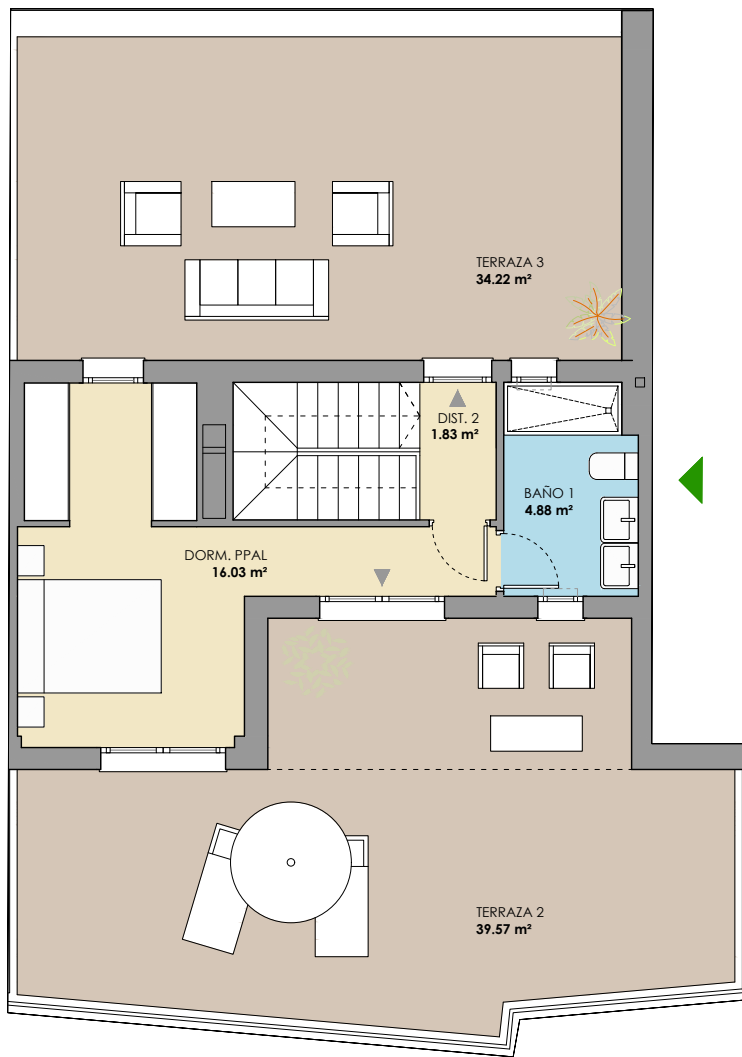 TERRAZA 3
34.22 m²
DIST. 2
1.83 m²
BAÑO 1
4.88 m²
DORM. PPAL
16.03 m²
TERRAZA 2
39.57 m²